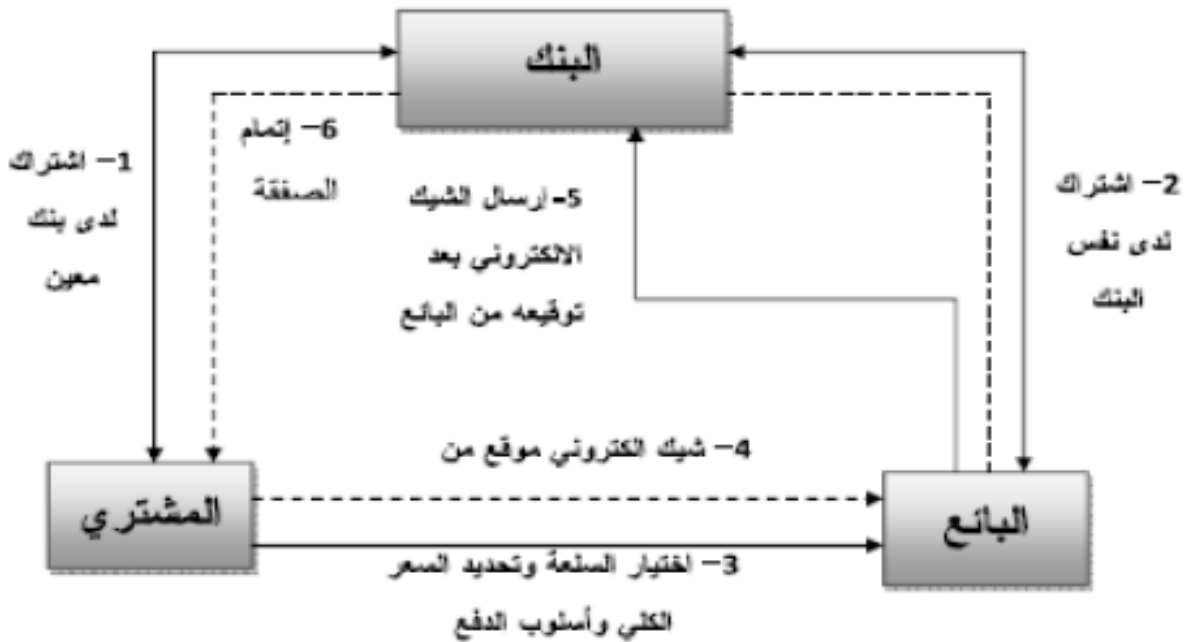 البنك
1- اشتراك
لدى بنك
معين
2- اشتراك
لدى نفس
البنك
6- إتمام
الصفقة
5- ارسال الشيك
الالكتروني بعد
توقيعه من البائع
4- شيك الكتروني موقع من
المشتري
البائع
3- اختيار السلعة وتحديد السعر
الكلي وأسلوب الدفع